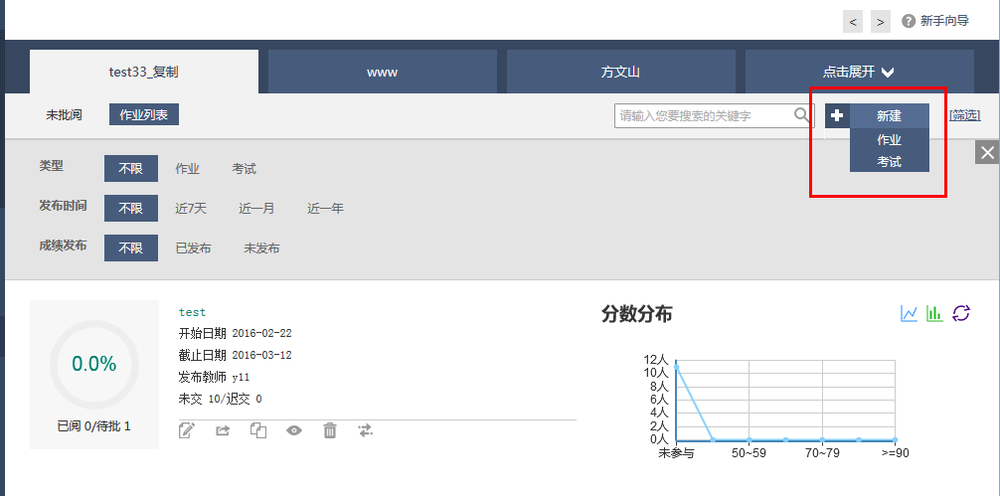 < > ? 新手向导
test33_复制 www 方文山 点击展开
未批阅 作业列表 请输入您要搜索的关键字 新建 [筛选]
作业
考试
类型 不限 作业 考试
发布时间 不限 近7天 近一月 近一年
成绩发布 不限 已发布 未发布
0.0%
已阅 0/待批 1
test
开始日期 2016-02-22
截止日期 2016-03-12
发布教师 y11
未交 10/迟交 0
分数分布
12人
10人
8人
6人
4人
2人
0人
未参与 50~59 70~79 >=90